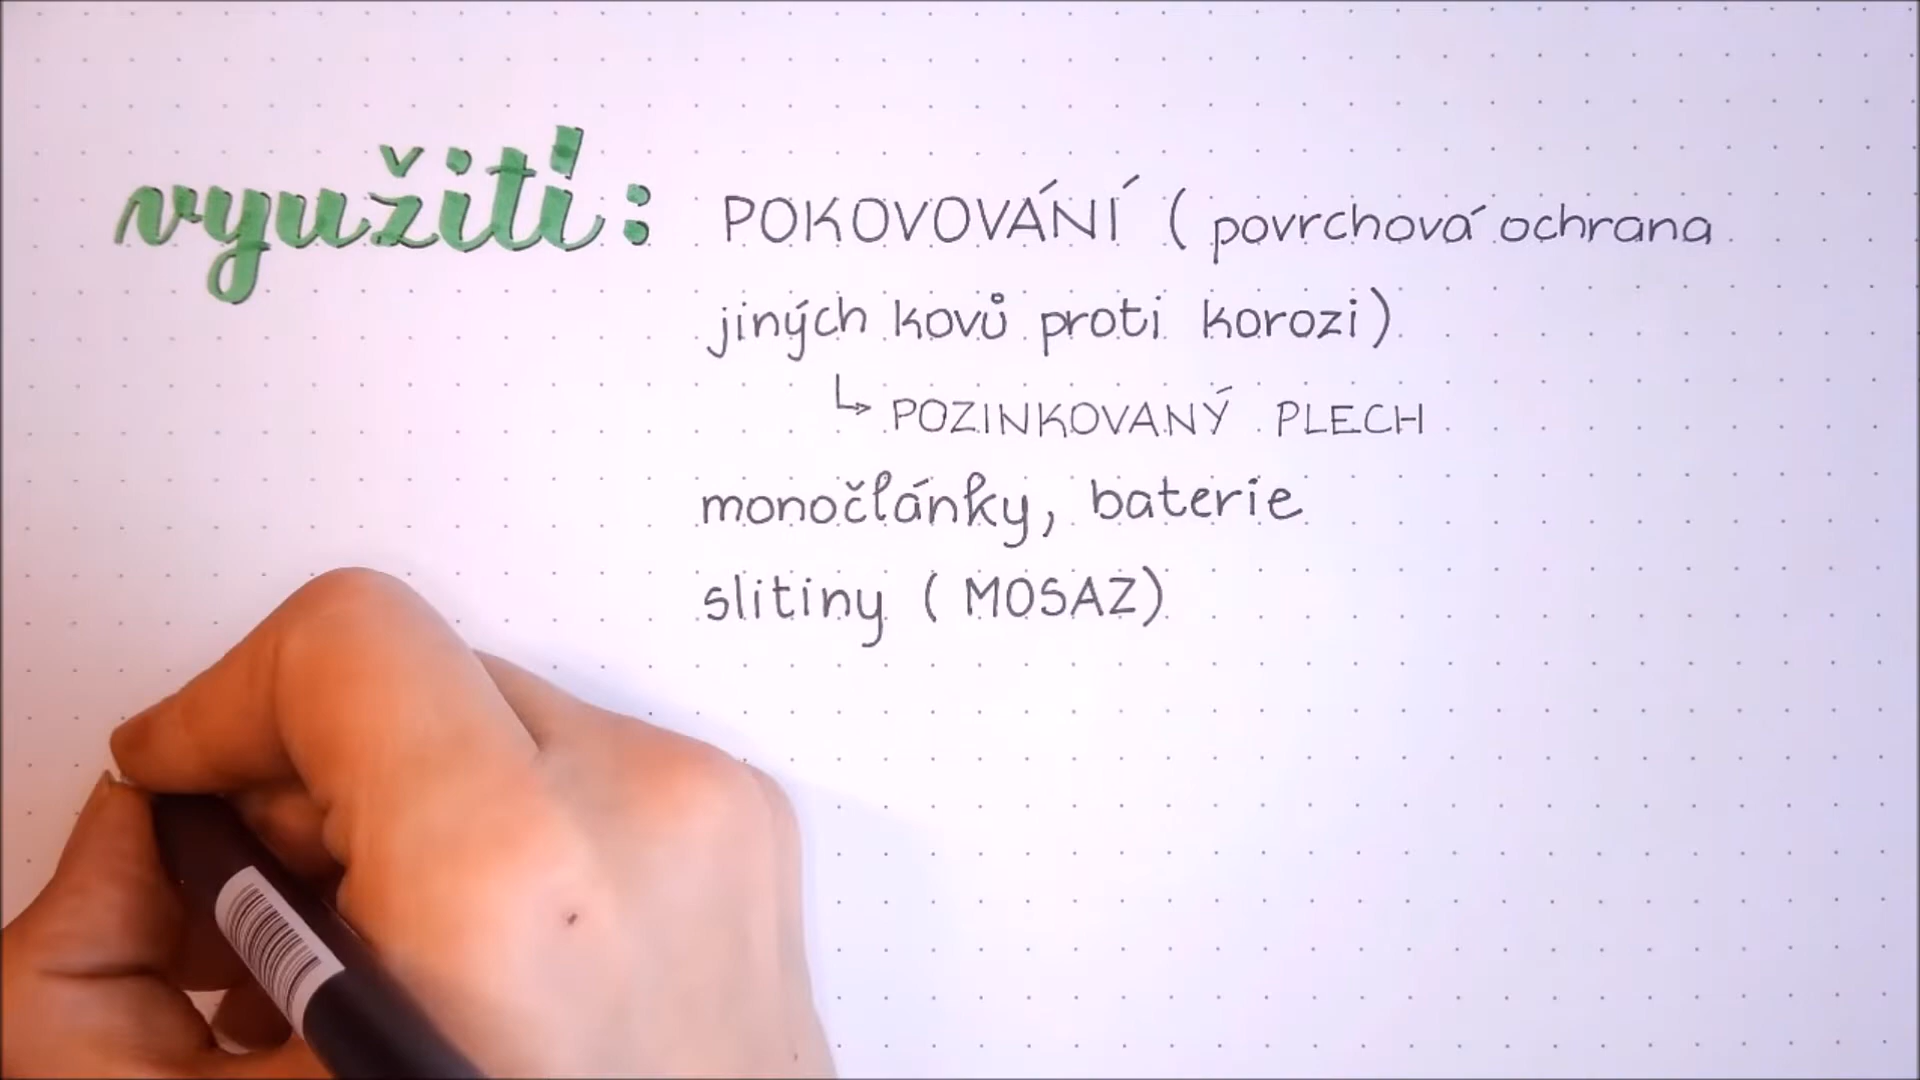 využití: POKOVOVÁNÍ (povrchová ochrana
jiných kovů proti korozi)
↳ POZINKOVANÝ PLECH
monočlánky, baterie
slitiny (MOSAZ)